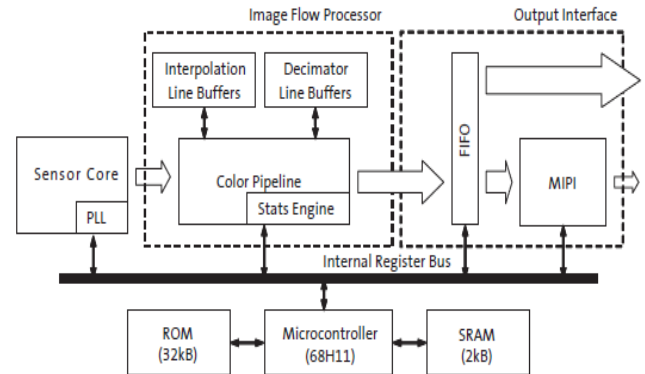 Image Flow Processor
Output Interface
Interpolation
Line Buffers
Decimator
Line Buffers
Sensor Core
PLL
Color Pipeline
Stats Engine
FIFO
MIPI
Internal Register Bus
ROM
(32kB)
Microcontroller
(68H11)
SRAM
(2kB)